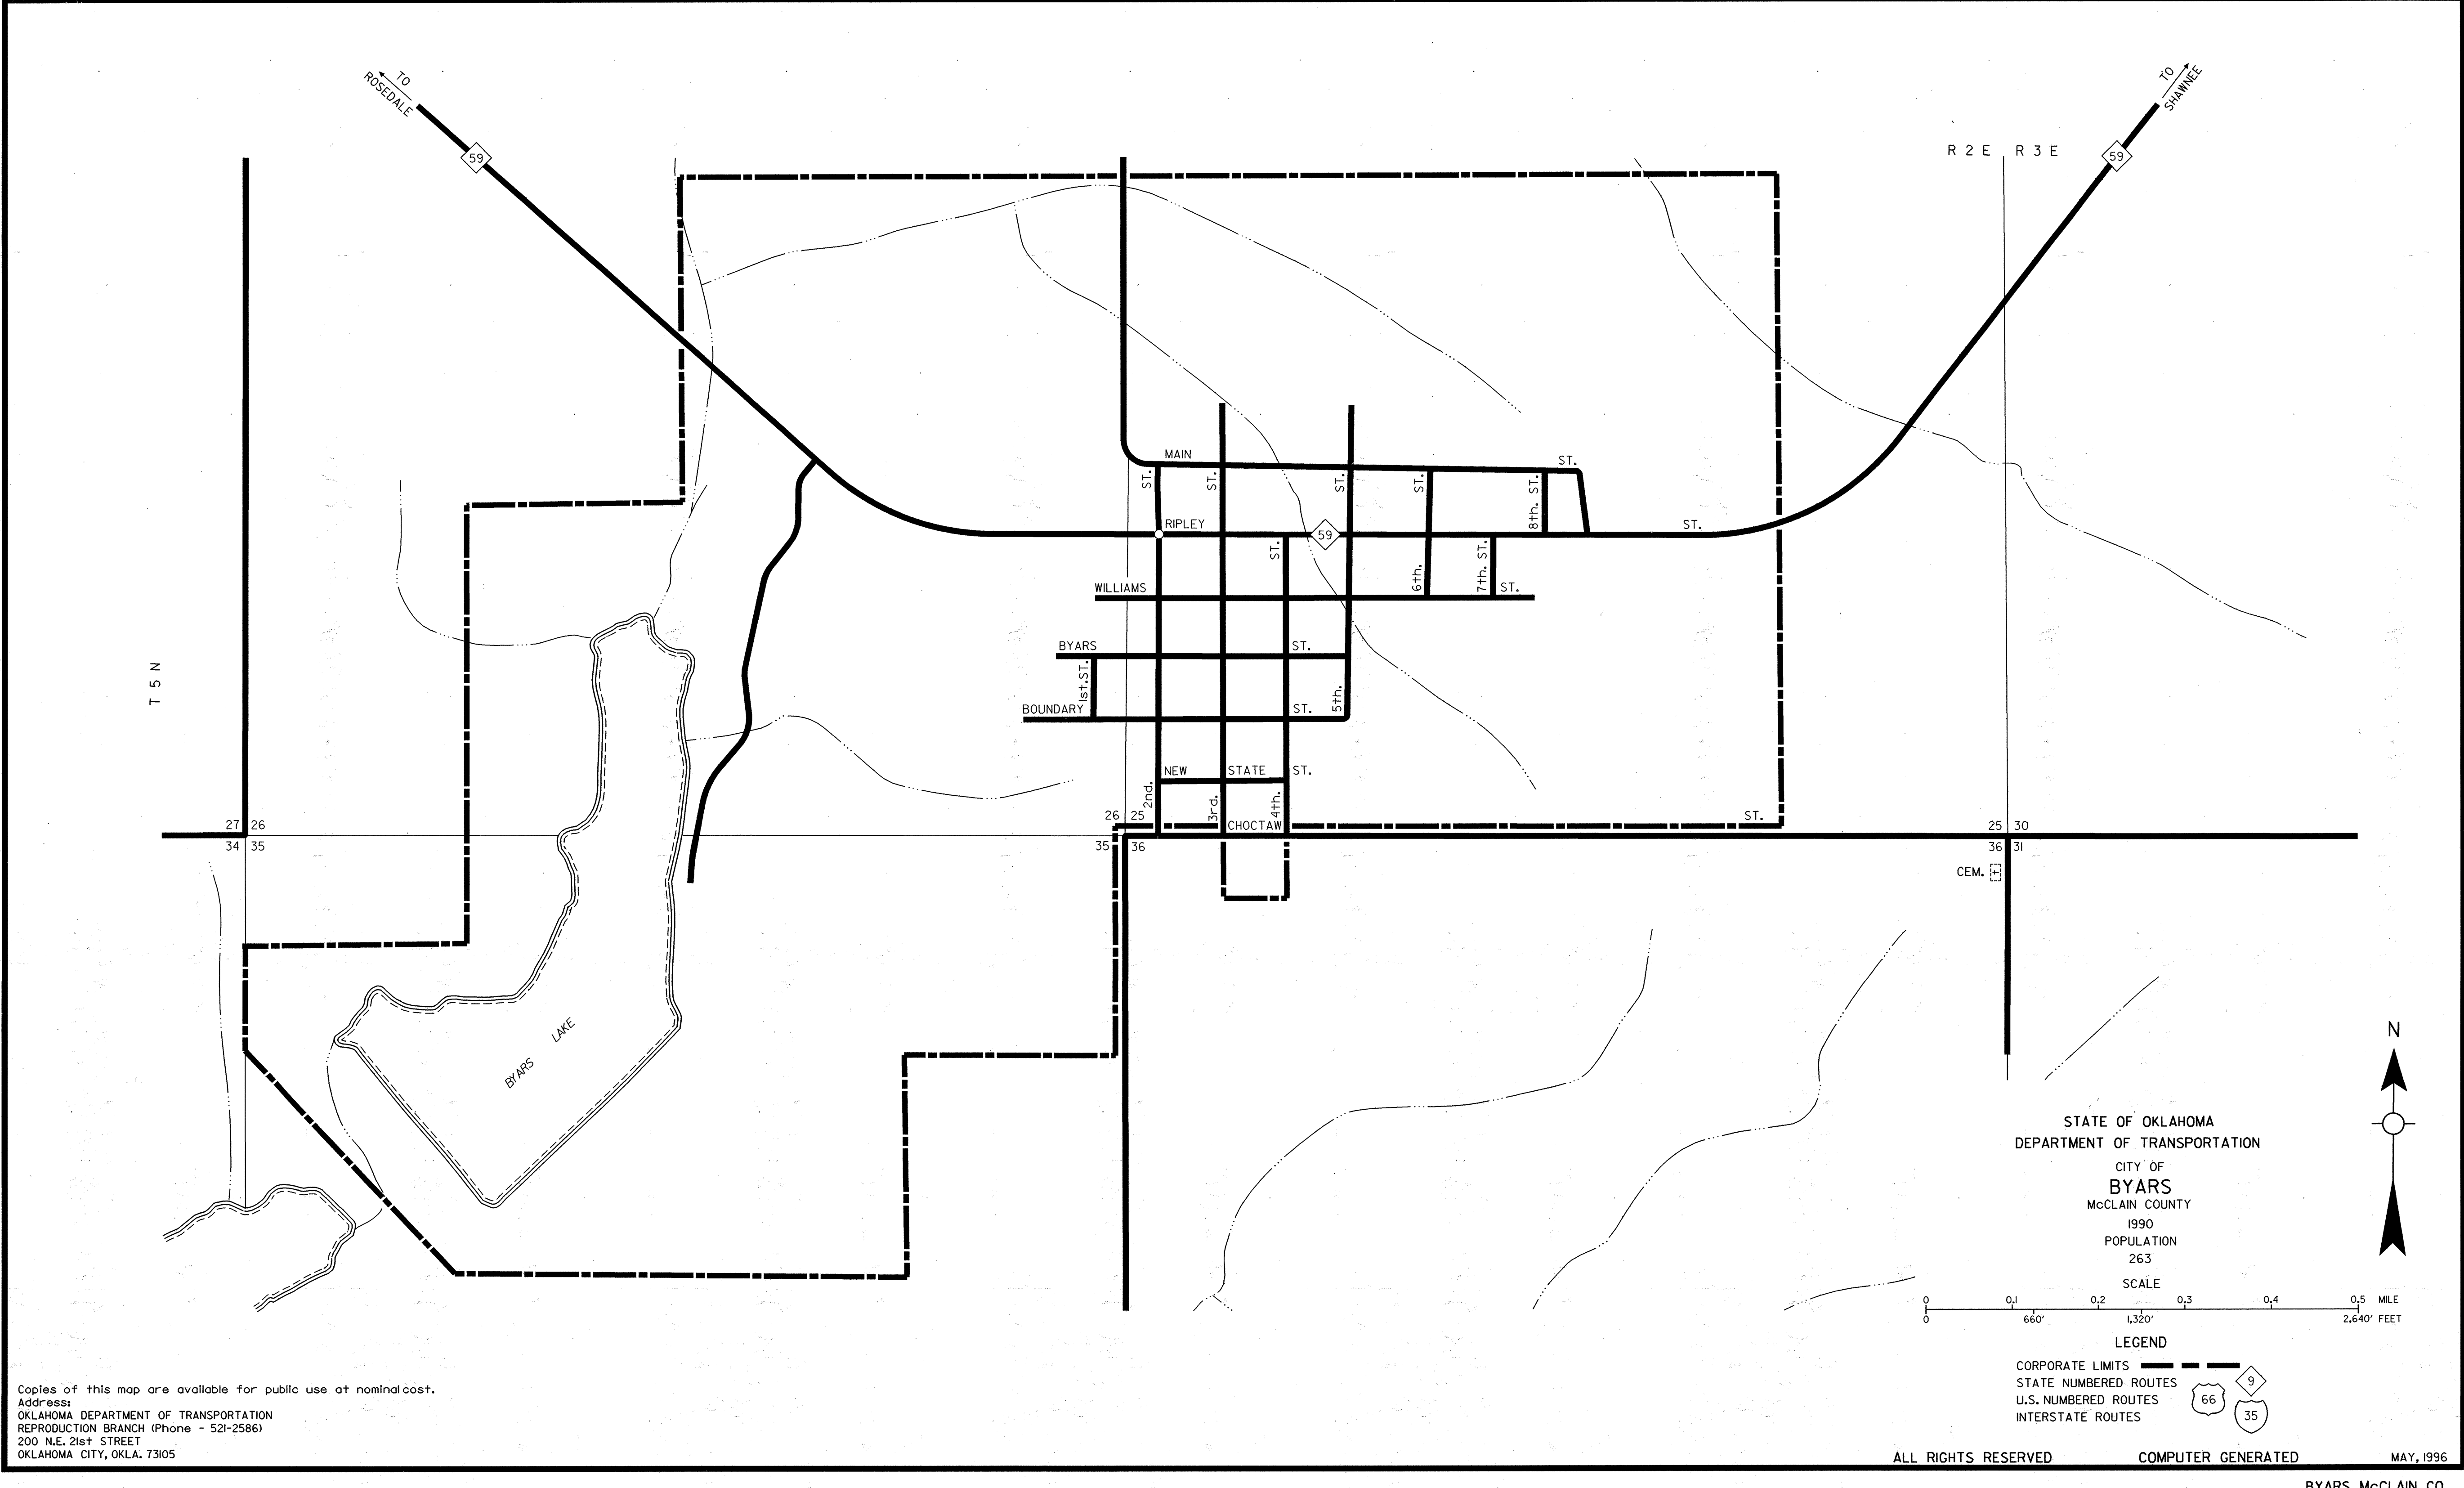 TO
ROSEDALE
TO
SHAWNEE
59
59
R 2 E R 3 E
MAIN ST.
ST.
ST.
ST.
ST.
8th. ST.
RIPLEY ST.
59
ST.
6th.
7th. ST.
WILLIAMS ST.
BYARS ST.
1st. ST.
T 5 N
5th.
BOUNDARY ST.
NEW STATE ST.
2nd.
3rd.
4th.
CHOCTAW ST.
27 26
34 35
26 25
35 36
25 30
36 31
CEM.
BYARS LAKE
N
STATE OF OKLAHOMA
DEPARTMENT OF TRANSPORTATION
CITY OF
BYARS
McCLAIN COUNTY
1990
POPULATION
263
SCALE
0 0.1 0.2 0.3 0.4 0.5 MILE
0 660' 1,320' 2,640' FEET
LEGEND
CORPORATE LIMITS
STATE NUMBERED ROUTES 9
U.S. NUMBERED ROUTES 66
INTERSTATE ROUTES 35
Copies of this map are available for public use at nominal cost.
Address:
OKLAHOMA DEPARTMENT OF TRANSPORTATION
REPRODUCTION BRANCH (Phone - 521-2586)
200 N.E. 21st STREET
OKLAHOMA CITY, OKLA. 73105
ALL RIGHTS RESERVED COMPUTER GENERATED MAY, 1996
BYARS McCLAIN CO.